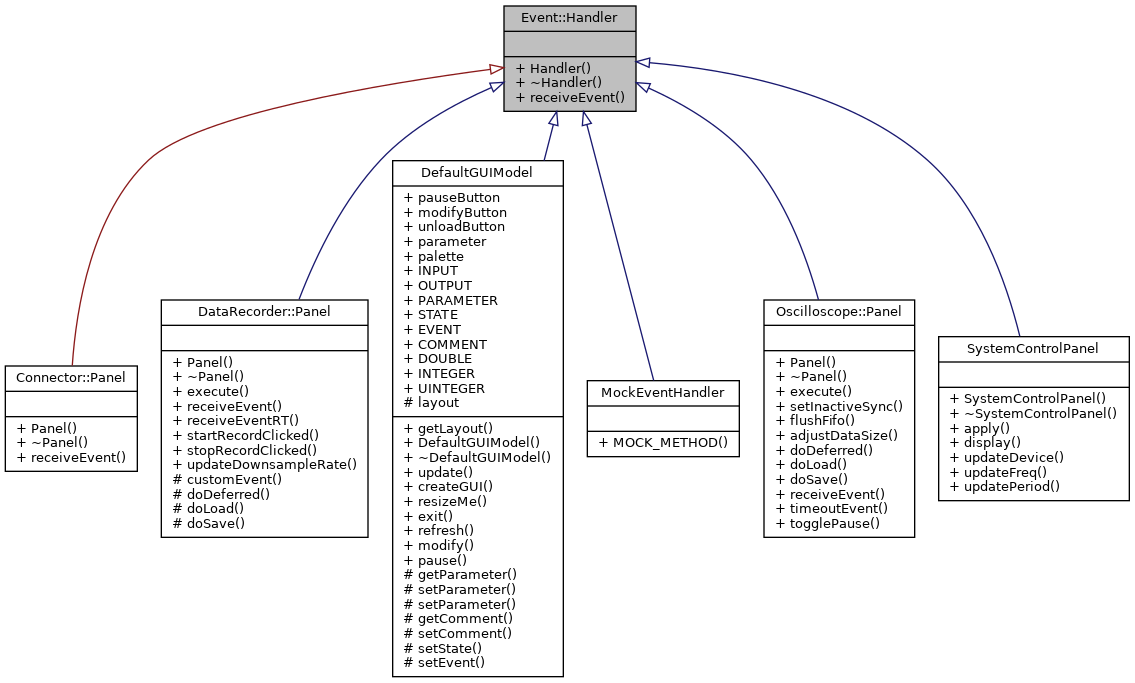 Event::Handler
+ Handler()
+ ~Handler()
+ receiveEvent()
Connector::Panel
+ Panel()
+ ~Panel()
+ receiveEvent()
DataRecorder::Panel
+ Panel()
+ ~Panel()
+ execute()
+ receiveEvent()
+ receiveEventRT()
+ startRecordClicked()
+ stopRecordClicked()
+ updateDownsampleRate()
# customEvent()
# doDeferred()
# doLoad()
# doSave()
DefaultGUIModel
+ pauseButton
+ modifyButton
+ unloadButton
+ parameter
+ palette
+ INPUT
+ OUTPUT
+ PARAMETER
+ STATE
+ EVENT
+ COMMENT
+ DOUBLE
+ INTEGER
+ UINTEGER
# layout
+ getLayout()
+ DefaultGUIModel()
+ ~DefaultGUIModel()
+ update()
+ createGUI()
+ resizeMe()
+ exit()
+ refresh()
+ modify()
+ pause()
# getParameter()
# setParameter()
# setParameter()
# getComment()
# setComment()
# setState()
# setEvent()
MockEventHandler
+ MOCK_METHOD()
Oscilloscope::Panel
+ Panel()
+ ~Panel()
+ execute()
+ setInactiveSync()
+ flushFifo()
+ adjustDataSize()
+ doDeferred()
+ doLoad()
+ doSave()
+ receiveEvent()
+ timeoutEvent()
+ togglePause()
SystemControlPanel
+ SystemControlPanel()
+ ~SystemControlPanel()
+ apply()
+ display()
+ updateDevice()
+ updateFreq()
+ updatePeriod()